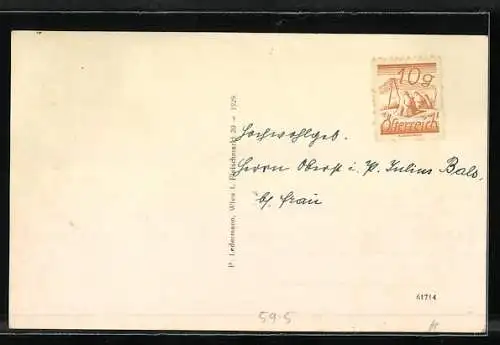 10g
Österreich
Hochwohlgeb.
Herrn Oberst i. P. Julius Bals,
b/ Frau
P. Ledermann, Wien I., Fleischmarkt 20 — 1929.
61714
59-5